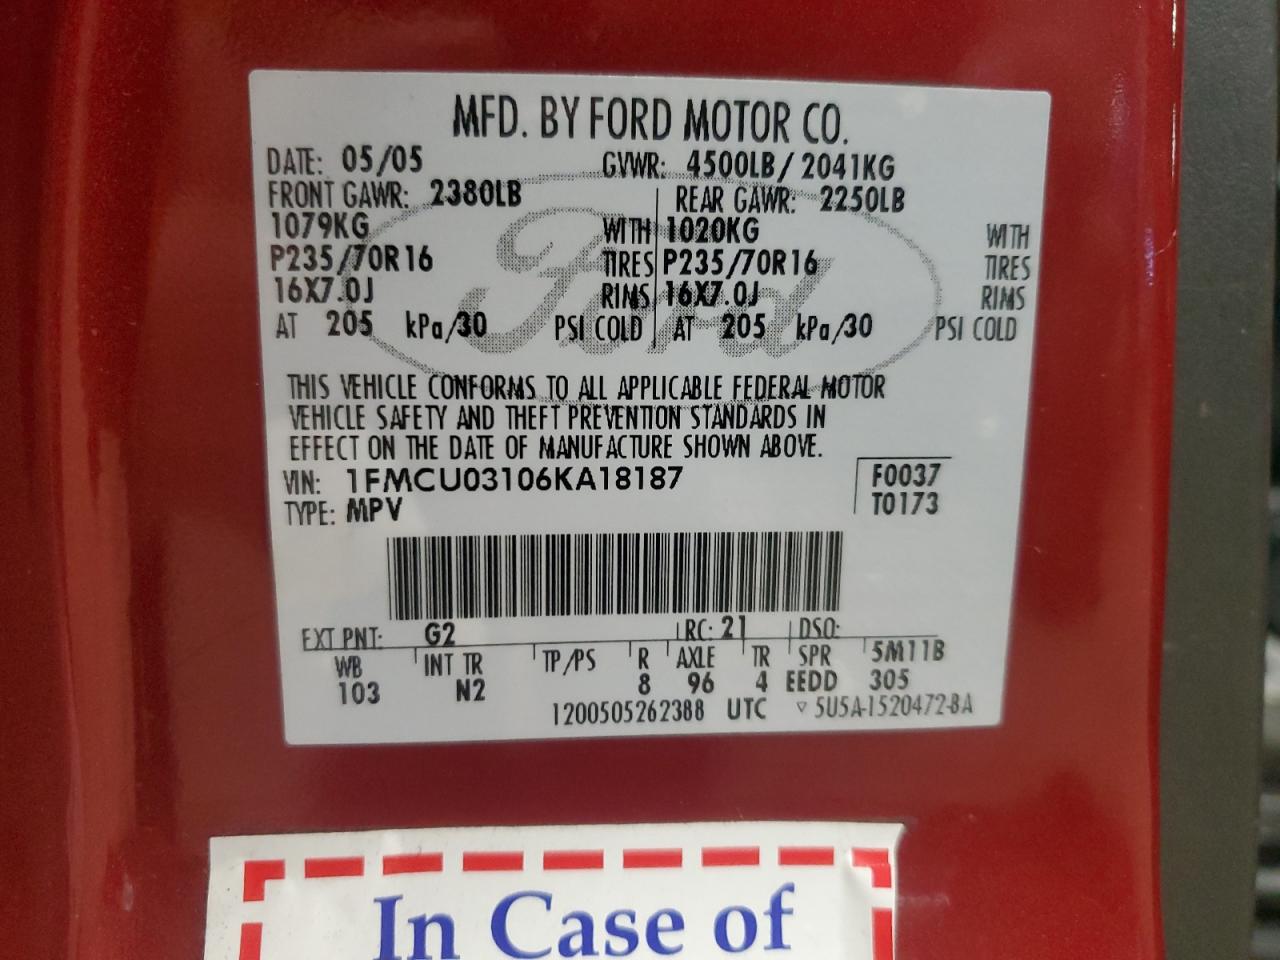 MFD. BY FORD MOTOR CO.
DATE: 05/05 GVWR: 4500LB/2041KG
FRONT GAWR: 2380LB REAR GAWR: 2250LB
1079KG WITH 1020KG WITH
P235/70R16 TIRES P235/70R16 TIRES
16X7.0J RIMS 16X7.0J RIMS
AT 205 kPa/30 PSI COLD AT 205 kPa/30 PSI COLD
Ford
THIS VEHICLE CONFORMS TO ALL APPLICABLE FEDERAL MOTOR
VEHICLE SAFETY AND THEFT PREVENTION STANDARDS IN
EFFECT ON THE DATE OF MANUFACTURE SHOWN ABOVE.
VIN: 1FMCU03106KA18187 F0037
TYPE: MPV T0173
EXT PNT: G2 RC: 21 DSO:
WB INT TR TP/PS R AXLE TR SPR 5M11B
103 N2 8 96 4 EEDD 305
1200505262388 UTC ▽ 5U5A-1520472-BA
In Case of